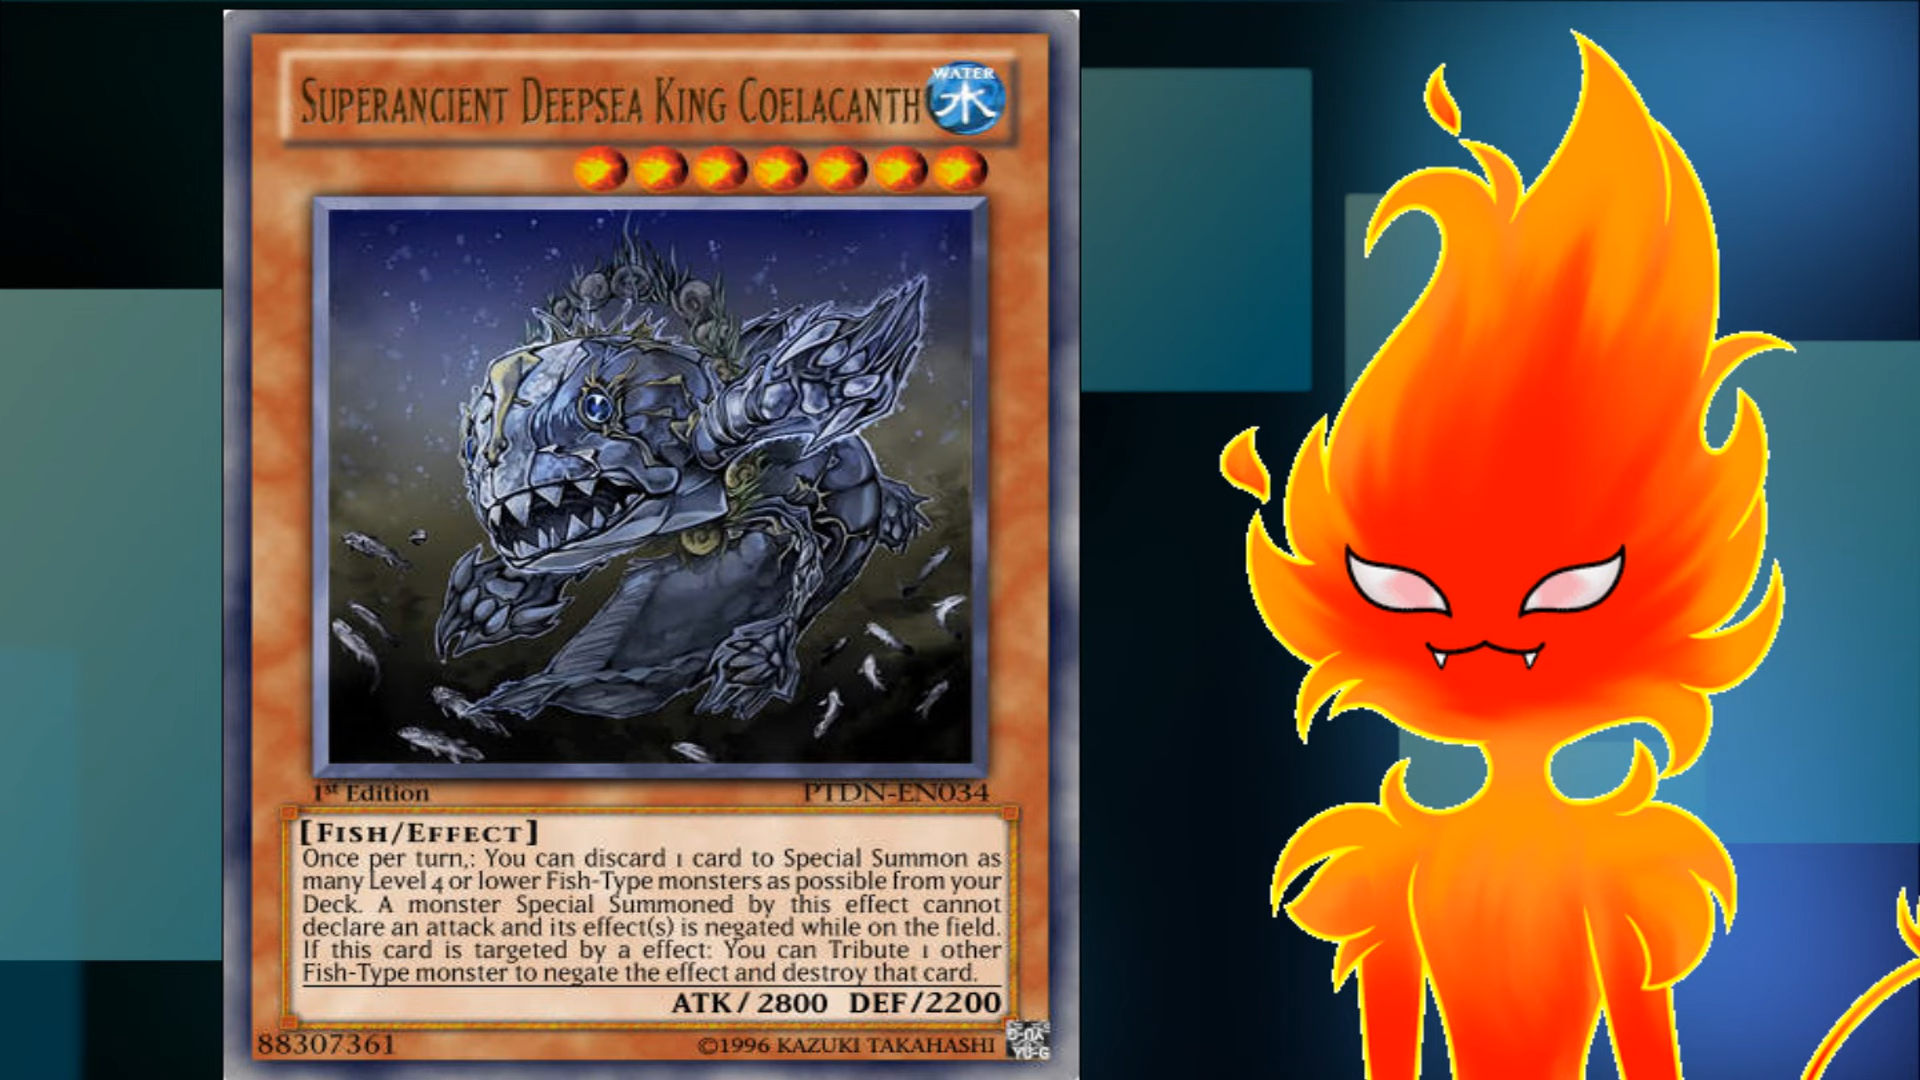 SUPERANCIENT DEEPSEA KING COELACANTH
WATER
水
1st Edition
PTDN-EN034
[FISH/EFFECT]
Once per turn,: You can discard 1 card to Special Summon as
many Level 4 or lower Fish-Type monsters as possible from your
Deck. A monster Special Summoned by this effect cannot
declare an attack and its effect(s) is negated while on the field.
If this card is targeted by a effect: You can Tribute 1 other
Fish-Type monster to negate the effect and destroy that card.
ATK/2800 DEF/2200
88307361
©1996 KAZUKI TAKAHASHI